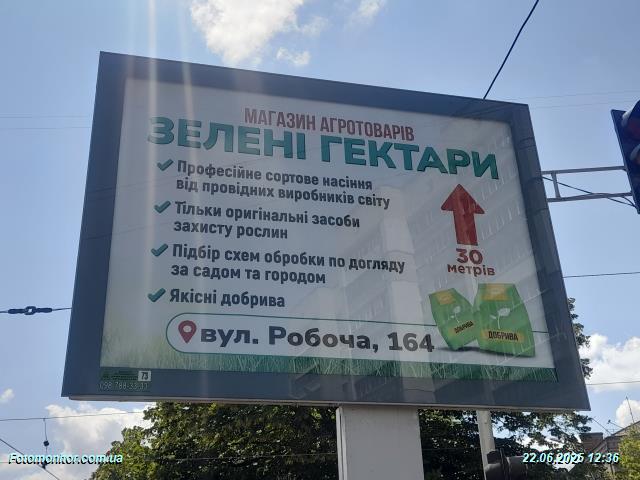 МАГАЗИН АГРОТОВАРІВ
ЗЕЛЕНІ ГЕКТАРИ
Професійне сортове насіння
від провідних виробників світу
Тільки оригінальні засоби
захисту рослин
Підбір схем обробки по догляду
за садом та городом
Якісні добрива
30
метрів
ДОБРИВА
ДОБРИВА
вул. Робоча, 164
73
Fotomonitor.com.ua
22.06.2025 12:36